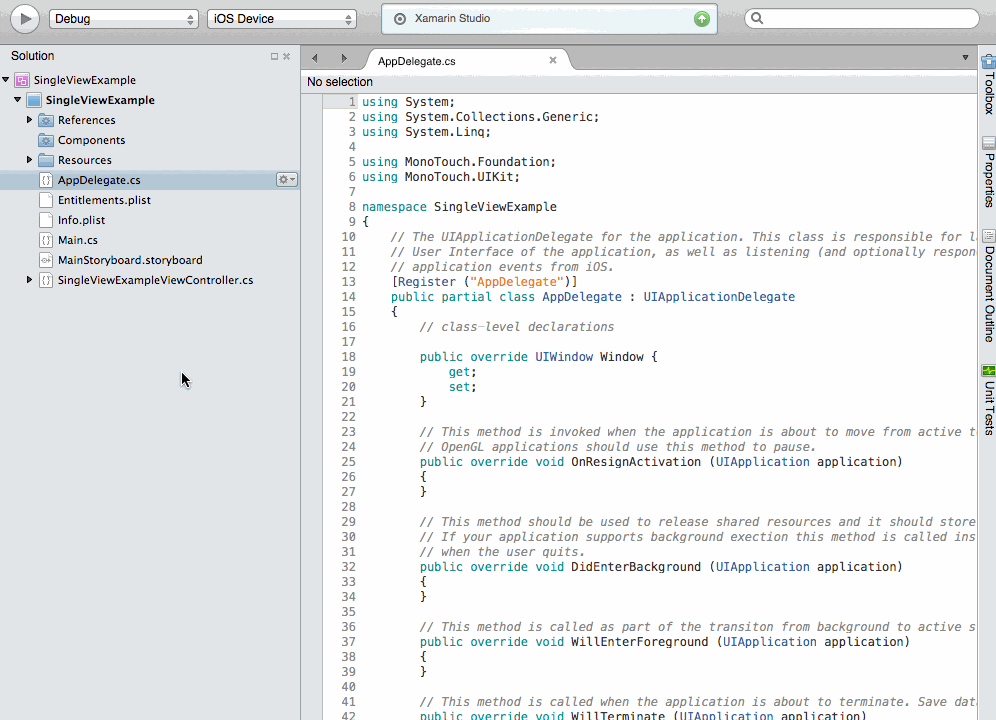 Debug
iOS Device
Xamarin Studio
Solution
SingleViewExample
SingleViewExample
References
Components
Resources
AppDelegate.cs
Entitlements.plist
Info.plist
Main.cs
MainStoryboard.storyboard
SingleViewExampleViewController.cs
AppDelegate.cs
No selection
1 using System;
2 using System.Collections.Generic;
3 using System.Linq;
4
5 using MonoTouch.Foundation;
6 using MonoTouch.UIKit;
7
8 namespace SingleViewExample
9 {
10 // The UIApplicationDelegate for the application. This class is responsible for
11 // User Interface of the application, as well as listening (and optionally
12 // application events from iOS.
13 [Register ("AppDelegate")]
14 public partial class AppDelegate : UIApplicationDelegate
15 {
16 // class-level declarations
17
18 public override UIWindow Window {
19 get;
20 set;
21 }
22
23 // This method is invoked when the application is about to move from active
24 // OpenGL applications should use this method to pause.
25 public override void OnResignActivation (UIApplication application)
26 {
27 }
28
29 // This method should be used to release shared resources and it should store
30 // If your application supports background exection this method is called
31 // when the user quits.
32 public override void DidEnterBackground (UIApplication application)
33 {
34 }
35
36 // This method is called as part of the transiton from background to active
37 public override void WillEnterForeground (UIApplication application)
38 {
39 }
40
41 // This method is called when the application is about to terminate. Save
42 public override void WillTerminate (UIApplication application)
Toolbox
Properties
Document Outline
Unit Tests